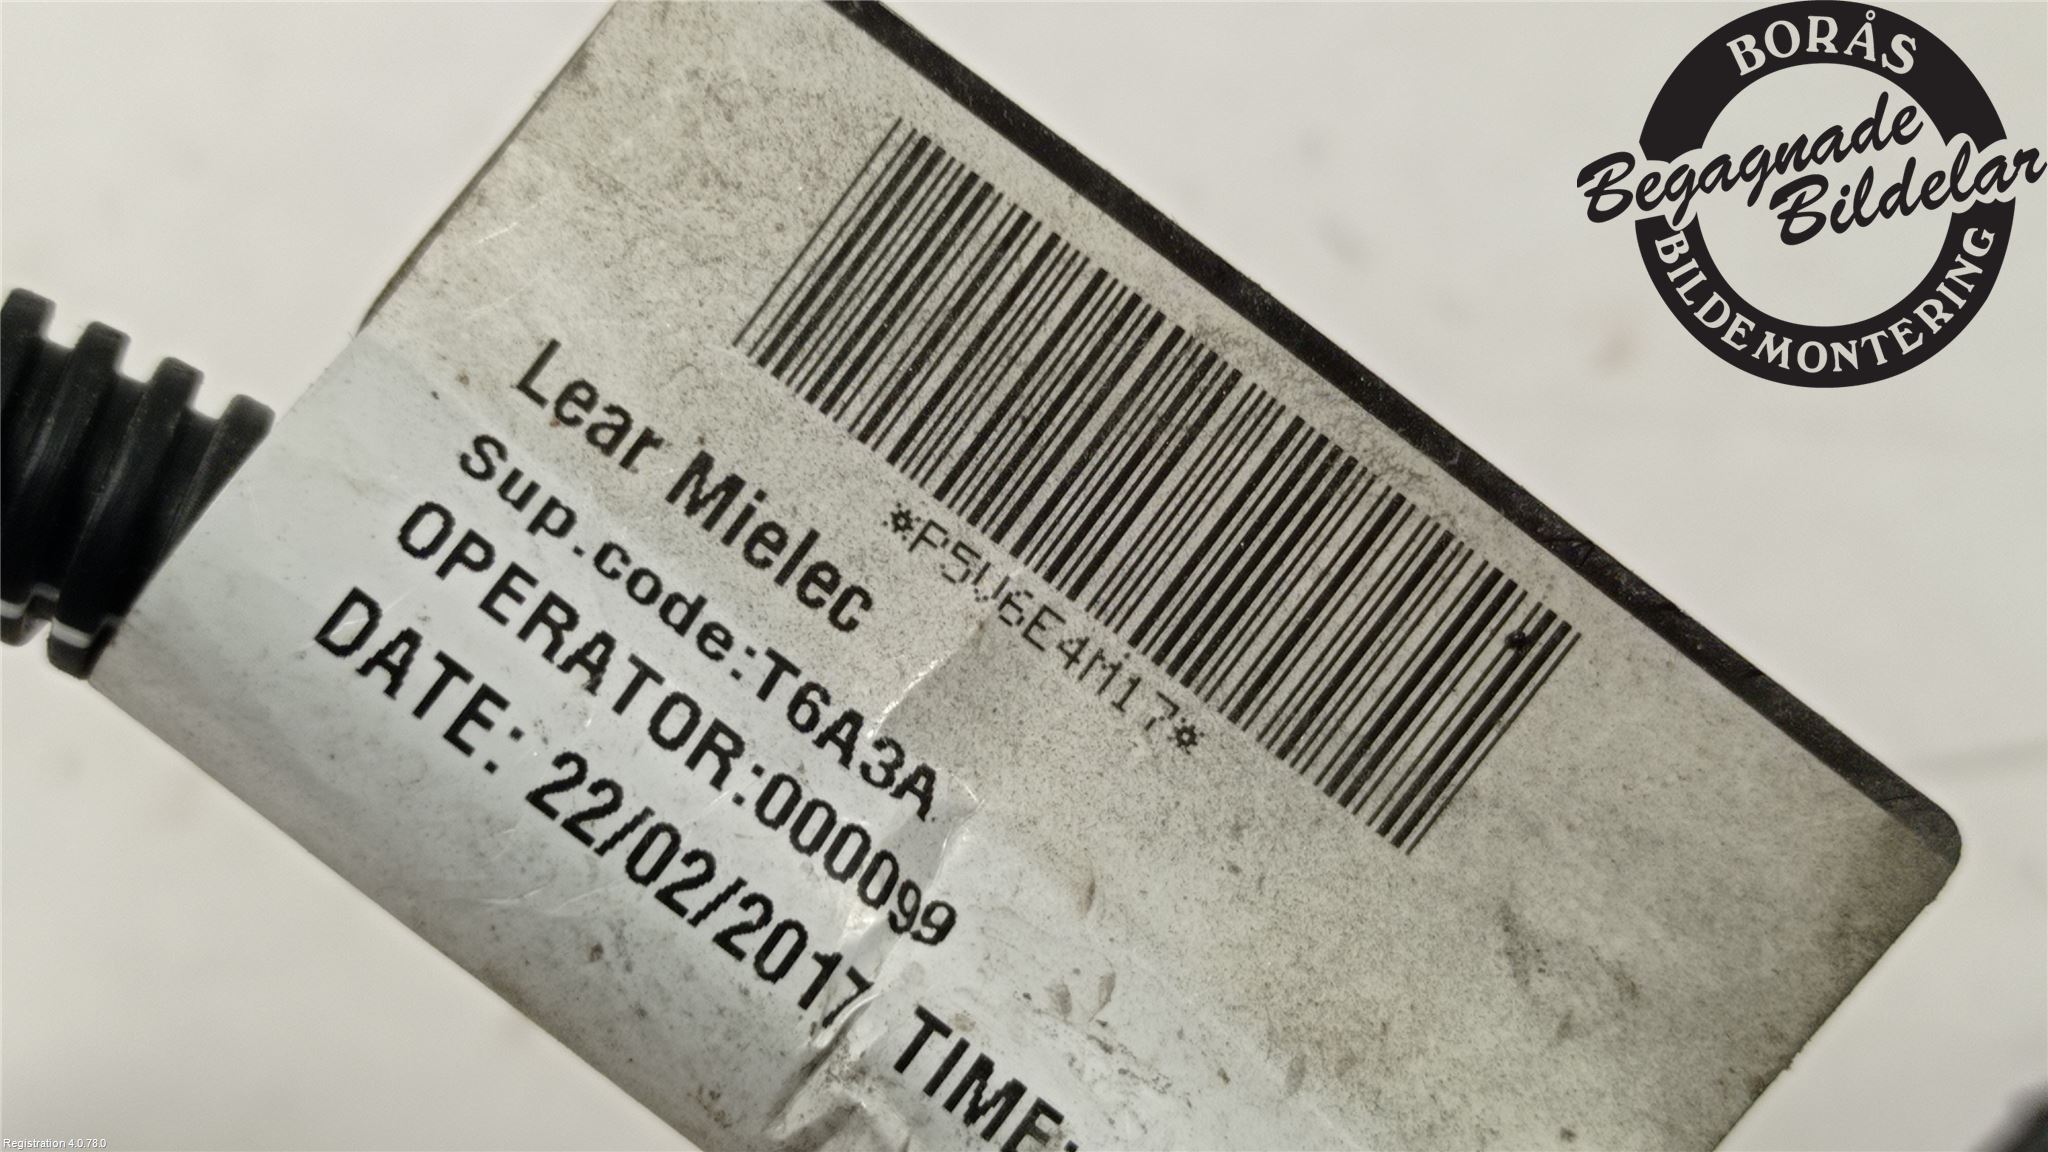 *P5U6E4M17*
Lear Mielec
Sup.code:T6A3A
OPERATOR:000099
DATE: 22/02/2017 TIME:
BORÅS
Begagnade
Bildelar
BILDEMONTERING
Registration 4.0.78.0